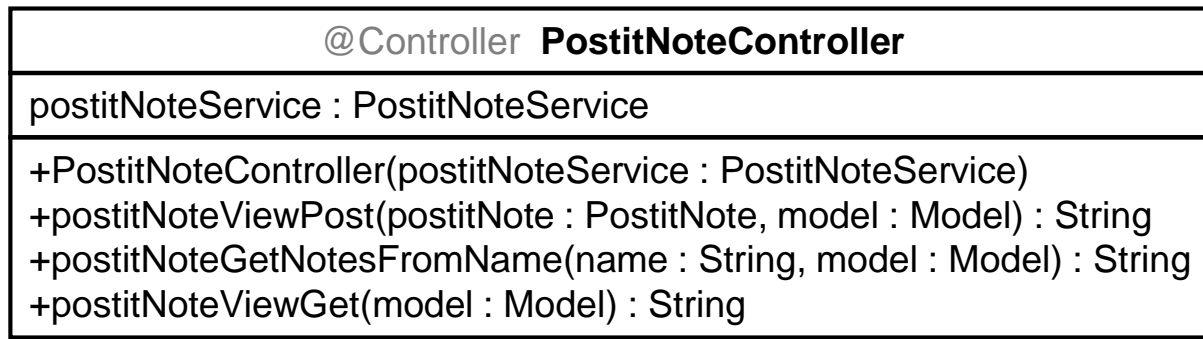 @Controller PostitNoteController
postitNoteService : PostitNoteService
+PostitNoteController(postitNoteService : PostitNoteService)
+postitNoteViewPost(postitNote : PostitNote, model : Model) : String
+postitNoteGetNotesFromName(name : String, model : Model) : String
+postitNoteViewGet(model : Model) : String